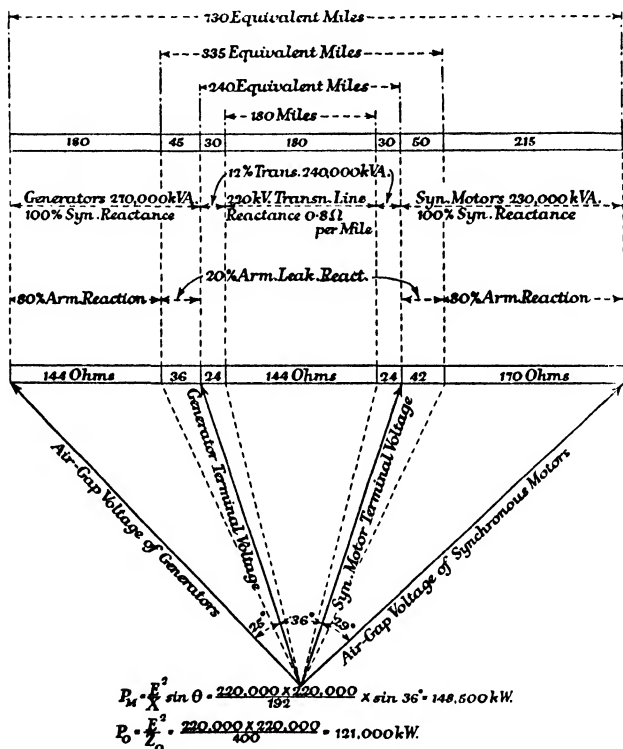 730 Equivalent Miles
335 Equivalent Miles
240 Equivalent Miles
180 Miles
180 45 30 180 30 50 215
12% Trans. 240,000 kVA.
Generators 270,000 kVA. 220 kV. Transn. Line Syn. Motors 230,000 kVA.
100% Syn. Reactance Reactance 0.8Ω 100% Syn. Reactance
per Mile
20% Arm. Leak. React.
80% Arm. Reaction 80% Arm. Reaction
144 Ohms 36 24 144 Ohms 24 42 170 Ohms
Air-Gap Voltage of Generators
Generator Terminal Voltage
Syn. Motor Terminal Voltage
Air-Gap Voltage of Synchronous Motors
25° 36° 29°
P_M = E²/X sin θ = 220,000 × 220,000/192 × sin 36° = 148,500 kW.
P_O = E²/Z_O = 220,000 × 220,000/400 = 121,000 kW.